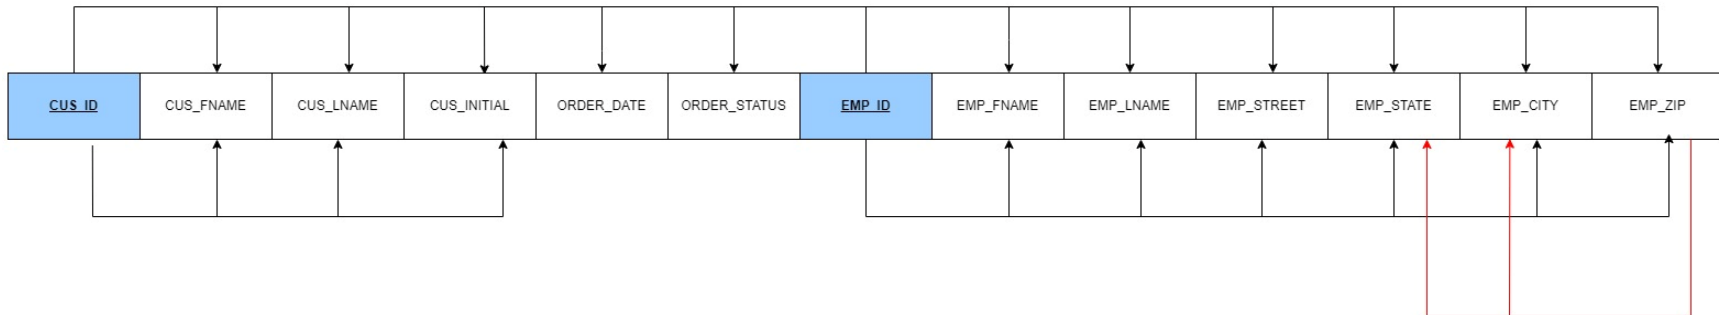 CUS_ID CUS_FNAME CUS_LNAME CUS_INITIAL ORDER_DATE ORDER_STATUS EMP_ID EMP_FNAME EMP_LNAME EMP_STREET EMP_STATE EMP_CITY EMP_ZIP